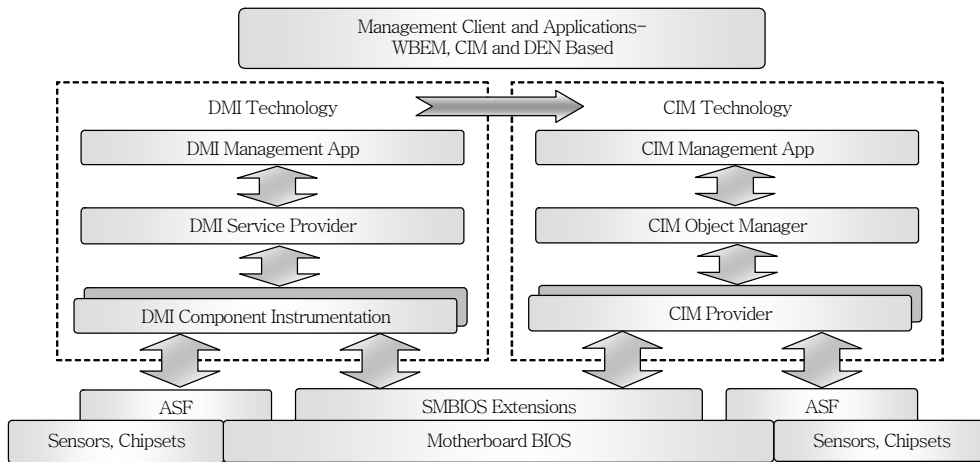 Management Client and Applications-
WBEM, CIM and DEN Based
DMI Technology
CIM Technology
DMI Management App
CIM Management App
DMI Service Provider
CIM Object Manager
DMI Component Instrumentation
CIM Provider
ASF
SMBIOS Extensions
ASF
Sensors, Chipsets
Motherboard BIOS
Sensors, Chipsets